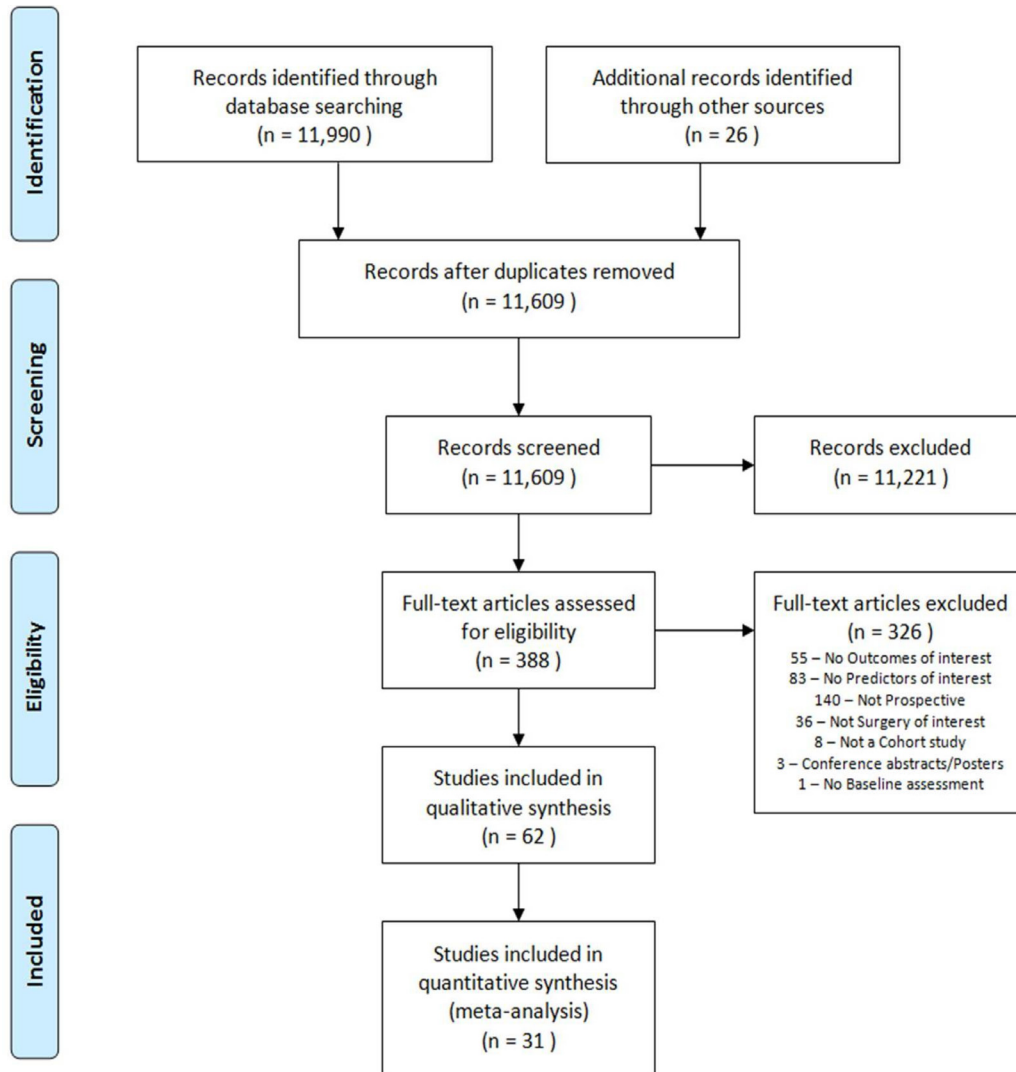 Identification
Records identified through
database searching
(n = 11,990 )
Additional records identified
through other sources
(n = 26 )
Records after duplicates removed
(n = 11,609 )
Screening
Records screened
(n = 11,609 )
Records excluded
(n = 11,221 )
Eligibility
Full-text articles assessed
for eligibility
(n = 388 )
Full-text articles excluded
(n = 326 )
55 – No Outcomes of interest
83 – No Predictors of interest
140 – Not Prospective
36 – Not Surgery of interest
8 – Not a Cohort study
3 – Conference abstracts/Posters
1 – No Baseline assessment
Studies included in
qualitative synthesis
(n = 62 )
Included
Studies included in
quantitative synthesis
(meta-analysis)
(n = 31 )